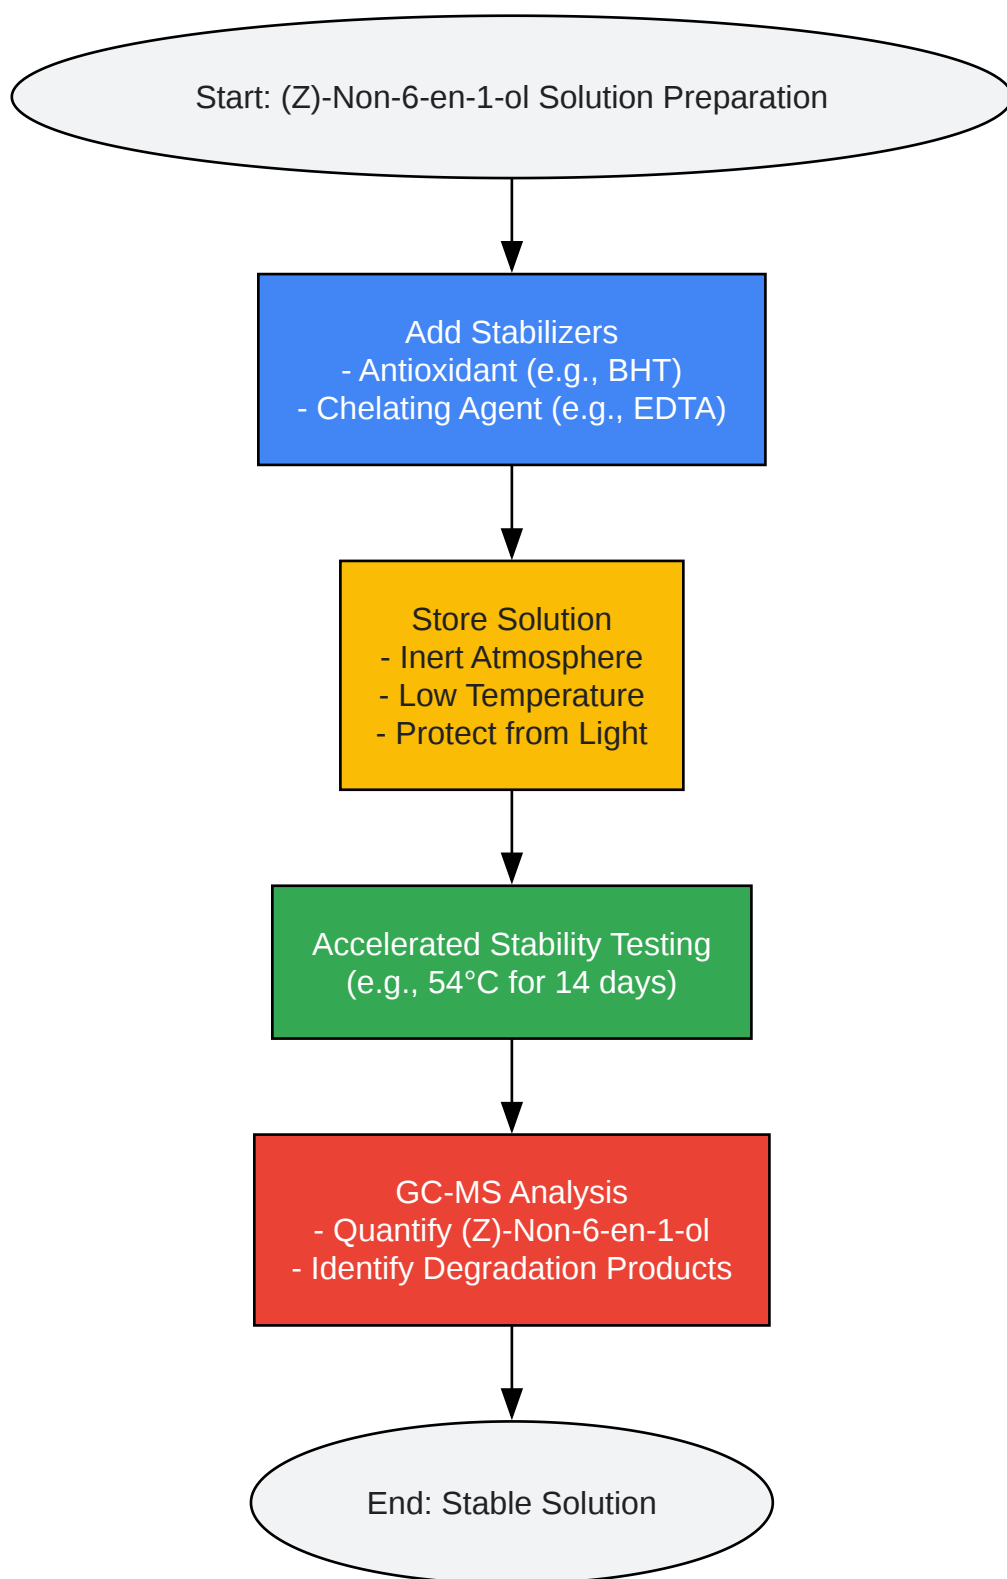 Start: (Z)-Non-6-en-1-ol Solution Preparation
Add Stabilizers
- Antioxidant (e.g., BHT)
- Chelating Agent (e.g., EDTA)
Store Solution
- Inert Atmosphere
- Low Temperature
- Protect from Light
Accelerated Stability Testing
(e.g., 54°C for 14 days)
GC-MS Analysis
- Quantify (Z)-Non-6-en-1-ol
- Identify Degradation Products
End: Stable Solution